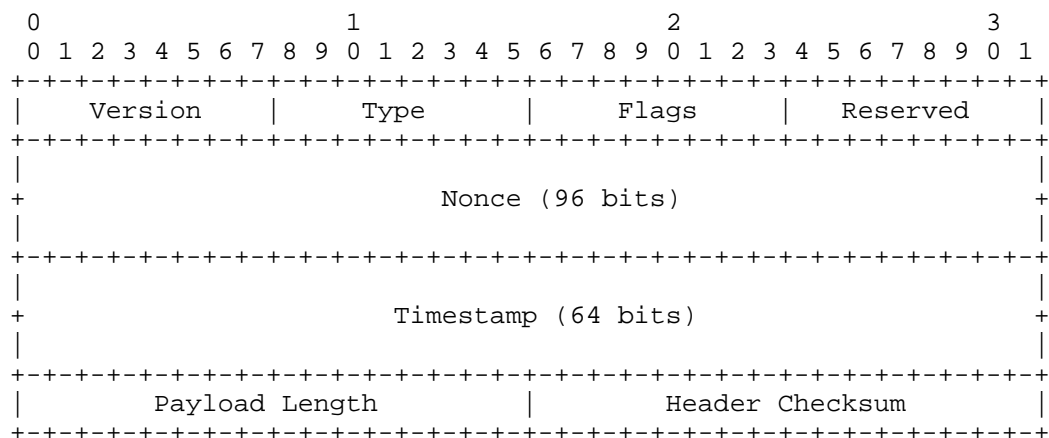 0                   1                   2                   3
 0 1 2 3 4 5 6 7 8 9 0 1 2 3 4 5 6 7 8 9 0 1 2 3 4 5 6 7 8 9 0 1
+-+-+-+-+-+-+-+-+-+-+-+-+-+-+-+-+-+-+-+-+-+-+-+-+-+-+-+-+-+-+-+-+
|    Version    |     Type      |     Flags     |   Reserved    |
+-+-+-+-+-+-+-+-+-+-+-+-+-+-+-+-+-+-+-+-+-+-+-+-+-+-+-+-+-+-+-+-+
|                                                               |
+                          Nonce (96 bits)                      +
|                                                               |
+-+-+-+-+-+-+-+-+-+-+-+-+-+-+-+-+-+-+-+-+-+-+-+-+-+-+-+-+-+-+-+-+
|                                                               |
+                       Timestamp (64 bits)                     +
|                                                               |
+-+-+-+-+-+-+-+-+-+-+-+-+-+-+-+-+-+-+-+-+-+-+-+-+-+-+-+-+-+-+-+-+
|        Payload Length         |        Header Checksum        |
+-+-+-+-+-+-+-+-+-+-+-+-+-+-+-+-+-+-+-+-+-+-+-+-+-+-+-+-+-+-+-+-+